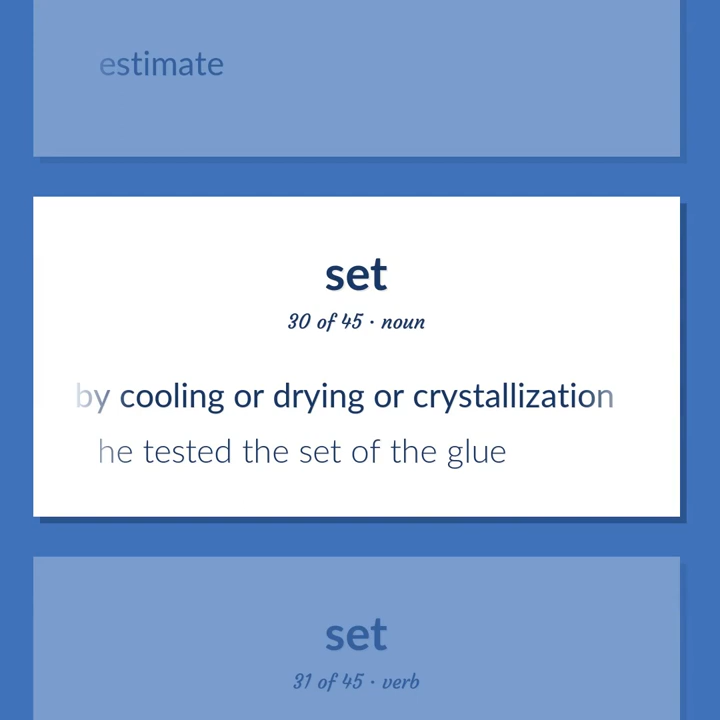 estimate
set
30 of 45 · noun
by cooling or drying or crystallization
he tested the set of the glue
set
31 of 45 · verb